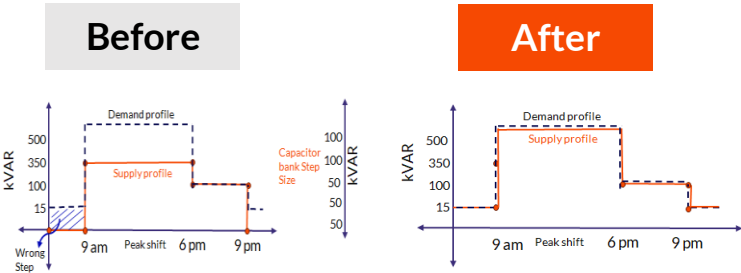 Before
After
Demand profile
500
350
Supply profile
100
15
kVAR
Wrong
Step
9 am
Peak shift
6 pm
9 pm
Capacitor
bank Step
Size
100
100
50
50
50
kVAR
Demand profile
Supply profile
500
350
100
15
kVAR
9 am
Peak shift
6 pm
9 pm